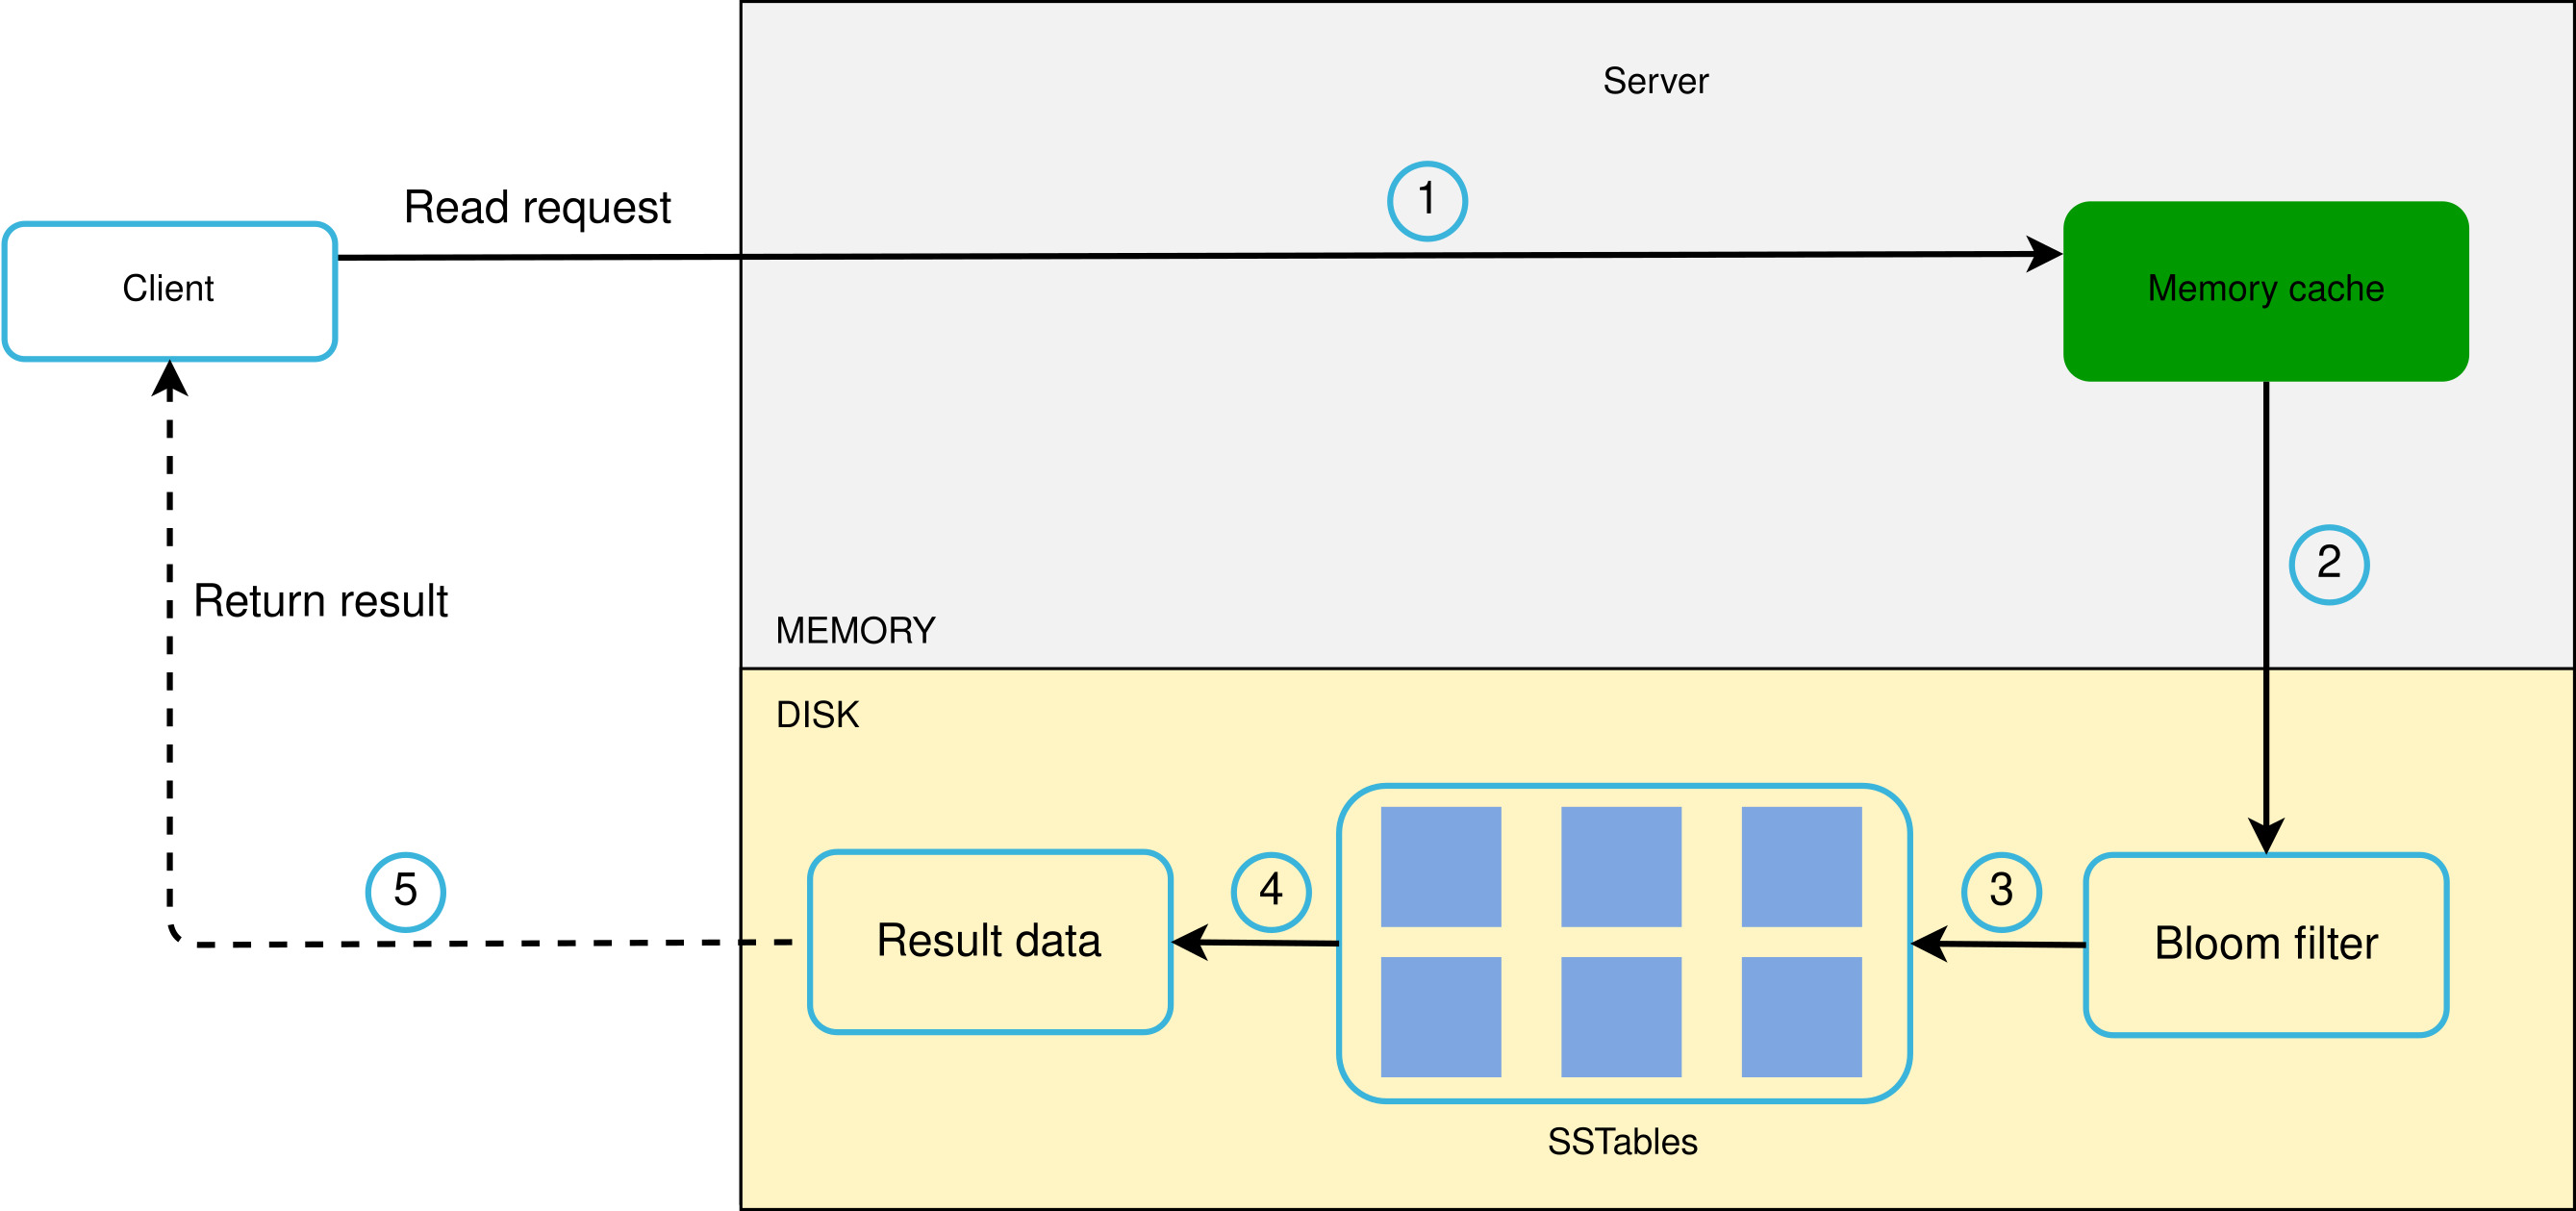 Server
1
Read request
Client
Memory cache
2
Return result
MEMORY
DISK
5
4
3
Result data
Bloom filter
SSTables